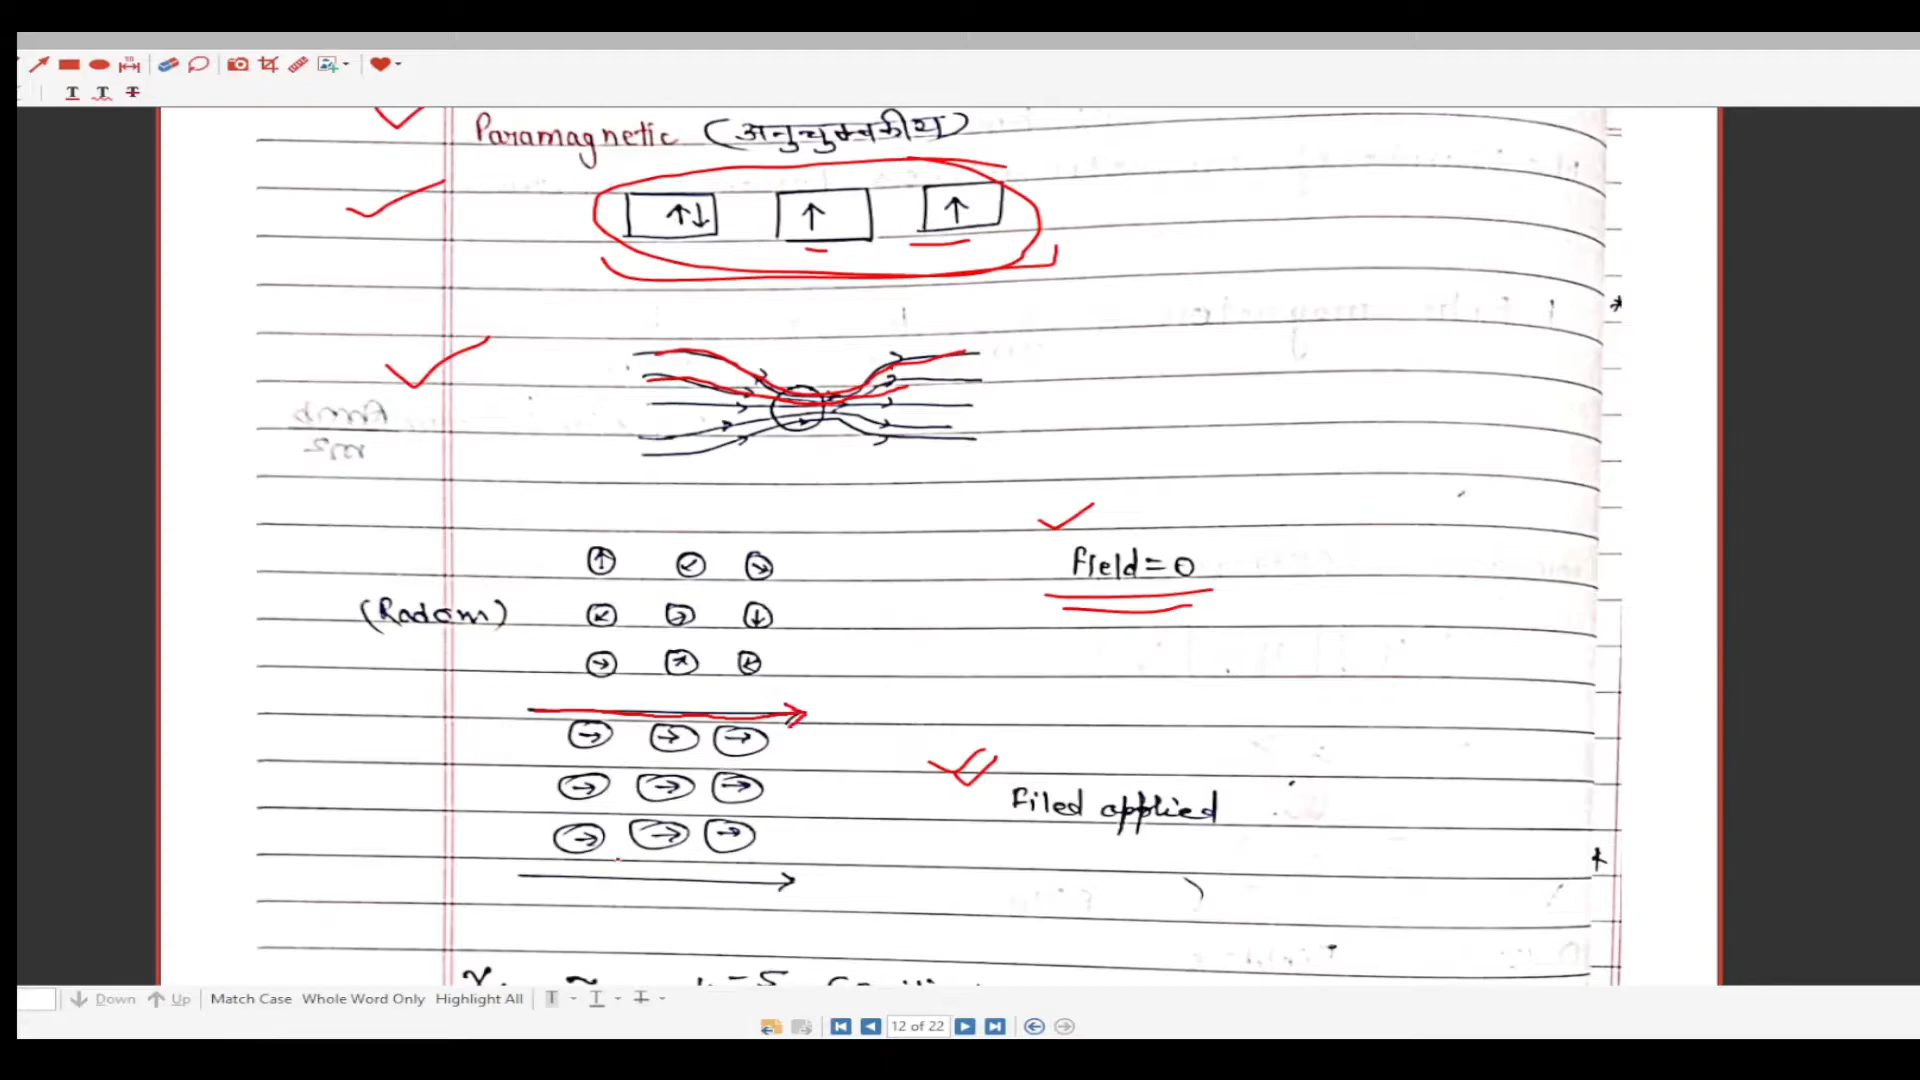 Paramagnetic (अनुचुम्बकीय)
Field = 0
(Radom)
Filed applied
Down Up Match Case Whole Word Only Highlight All
12 of 22